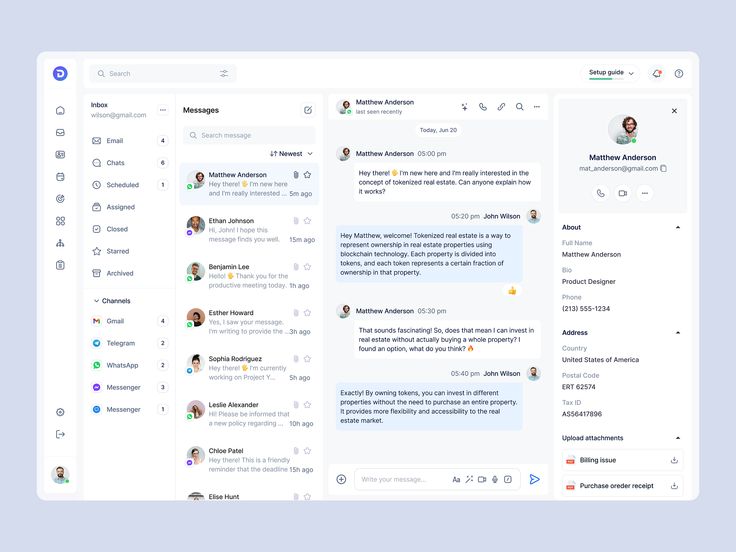 D
Search
Setup guide
Inbox
wilson@gmail.com
Email 4
Chats 6
Scheduled 1
Assigned
Closed
Starred
Archived
Channels
Gmail 4
Telegram 2
WhatsApp 2
Messenger 3
Messenger 1
Messages
Search message
Newest
Matthew Anderson
Hey there! 🖐 I'm new here
and I'm really interested ... 5m ago
Ethan Johnson
Hi, John! I hope this
message finds you well. 15m ago
Benjamin Lee
Hello! 🖐 Thank you for the
productive meeting today. 1h ago
Esther Howard
Yes, I saw your message.
I'm writing to provide the ... 3h ago
Sophia Rodriguez
Hey there! 🖐 I'm currently
working on Project Y... 5h ago
Leslie Alexander
Hi! Please be informed that
a new policy regarding ... 10h ago
Chloe Patel
Hey there! This is a friendly
reminder that the deadline 15h ago
Elise Hunt
Matthew Anderson
last seen recently
Today, Jun 20
Matthew Anderson 05:00 pm
Hey there! 🖐 I'm new here and I'm really interested in the
concept of tokenized real estate. Can anyone explain how
it works?
05:20 pm John Wilson
Hey Matthew, welcome! Tokenized real estate is a way to
represent ownership in real estate properties using
blockchain technology. Each property is divided into
tokens, and each token represents a certain fraction of
ownership in that property.
👍
Matthew Anderson 05:30 pm
That sounds fascinating! So, does that mean I can invest in
real estate without actually buying a whole property? I
found an option, what do you think? 🔥
05:40 pm John Wilson
Exactly! By owning tokens, you can invest in different
properties without the need to purchase an entire property.
It provides more flexibility and accessibility to the real
estate market.
Write your message...
Aa
Matthew Anderson
mat_anderson@gmail.com
About
Full Name
Matthew Anderson
Bio
Product Designer
Phone
(213) 555-1234
Address
Country
United States of America
Postal Code
ERT 62574
Tax ID
AS56417896
Upload attachments
Billing issue
Purchase oreder receipt